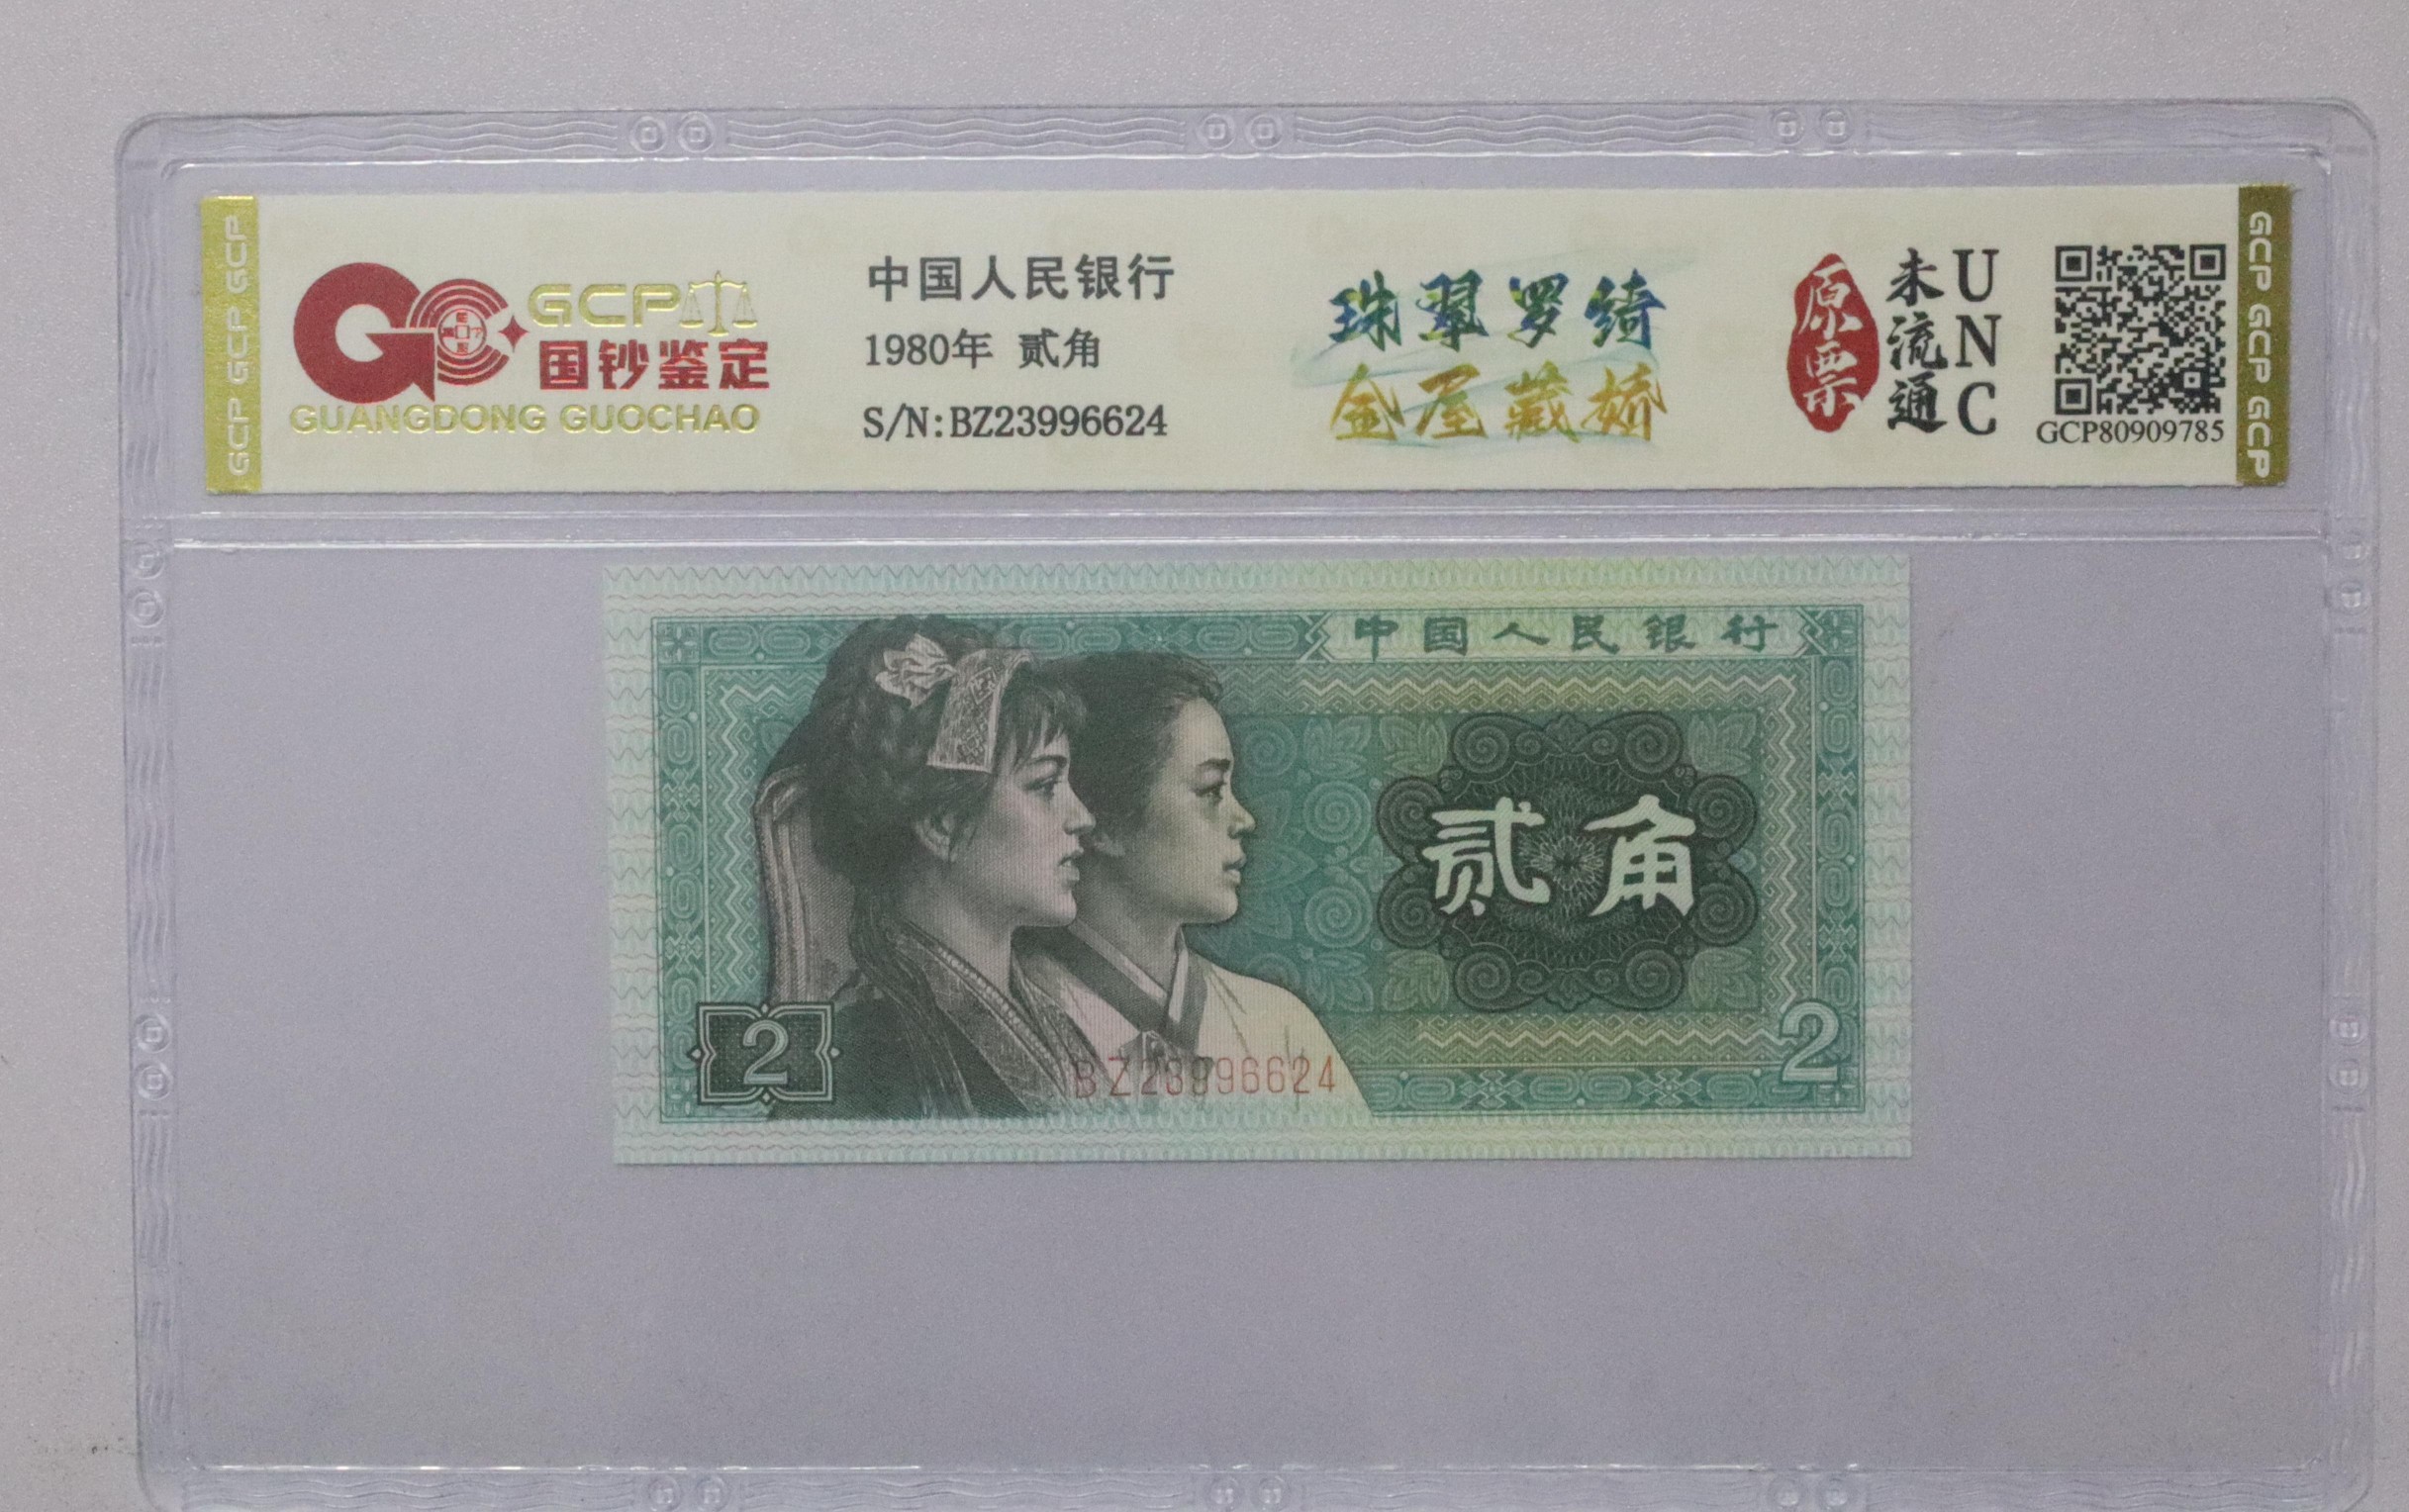 GCP GCP GCP
GCP
国钞鉴定
GUANGDONG GUOCHAO
中国人民银行
1980年 贰角
S/N:BZ23996624
珠翠罗绮
金屋藏娇
原票
未流通
UNC
GCP80909785
GCP GCP GCP
中国人民银行
贰角
2
2
BZ23996624